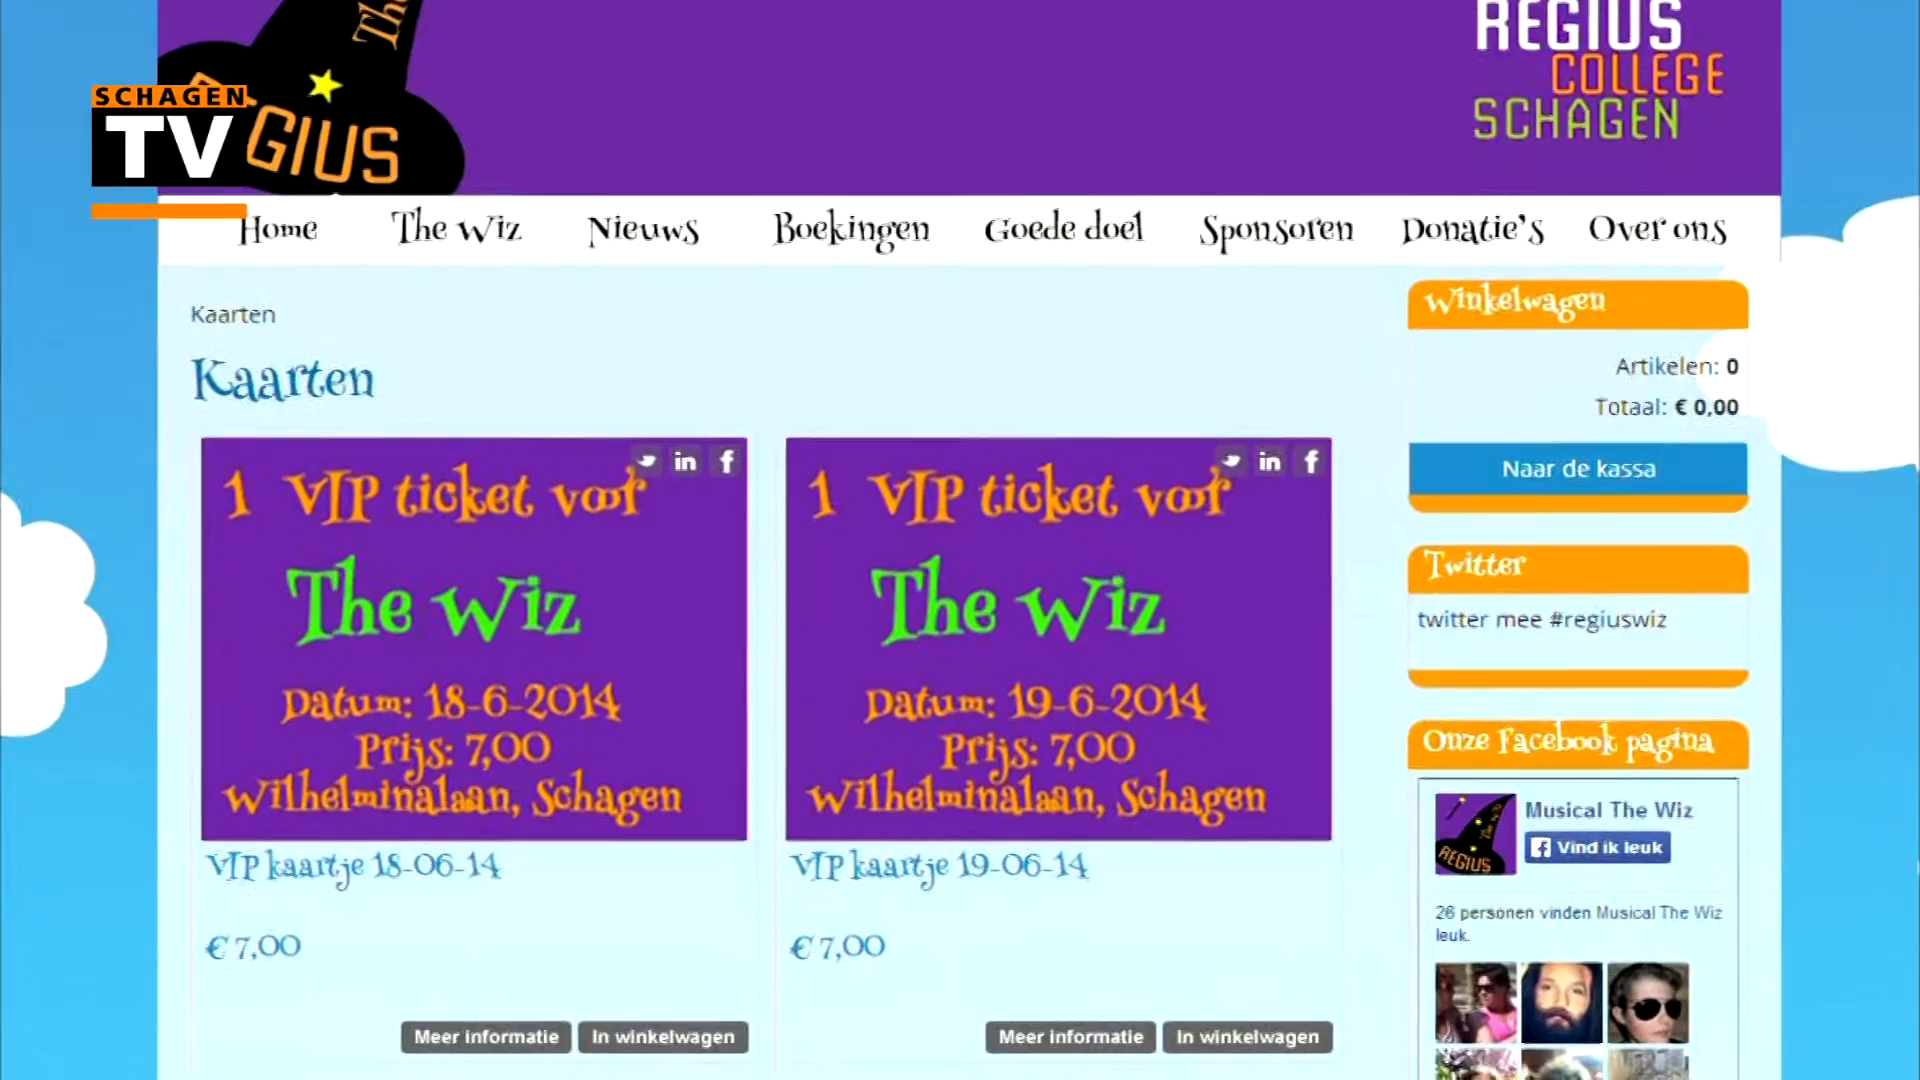 The
REGIUS
COLLEGE
SCHAGEN
SCHAGEN
TV
GIUS
Home The Wiz Nieuws Boekingen Goede doel Sponsoren Donatie's Over ons
Kaarten
Kaarten
1 VIP ticket voor
The Wiz
Datum: 18-6-2014
Prijs: 7,00
Wilhelminalaan, Schagen
VIP kaartje 18-06-14
€ 7,00
Meer informatie
In winkelwagen
1 VIP ticket voor
The Wiz
Datum: 19-6-2014
Prijs: 7,00
Wilhelminalaan, Schagen
VIP kaartje 19-06-14
€ 7,00
Meer informatie
In winkelwagen
Winkelwagen
Artikelen: 0
Totaal: € 0,00
Naar de kassa
Twitter
twitter mee #regiuswiz
Onze Facebook pagina
REGIUS
Musical The Wiz
Vind ik leuk
26 personen vinden Musical The Wiz
leuk.